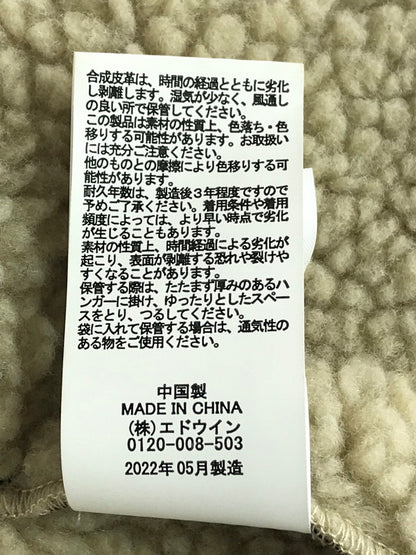 合成皮革は、時間の経過とともに劣化
し剥離します。湿気が少なく、風通し
の良い所で保管してください。
この製品は素材の性質上、色落ち・色
移りする可能性があります。お取扱い
には充分ご注意ください。
他のものとの摩擦により色移りする可
能性があります。
耐久年数は、製造後３年程度ですので
予めご了承ください。着用条件や着用
頻度によっては、より早い時点で劣化
が生じることもあります。
素材の性質上、時間経過による劣化が
起こり、表面が剥離する恐れや裂けや
すくなることがあります。
保管する際は、たたまず厚みのあるハ
ンガーに掛け、ゆったりとしたスペー
スをとり、つるしてください。
袋に入れて保管する場合は、通気性の
ある物をご使用ください。
中国製
MADE IN CHINA
(株)エドウイン
0120-008-503
2022年05月製造